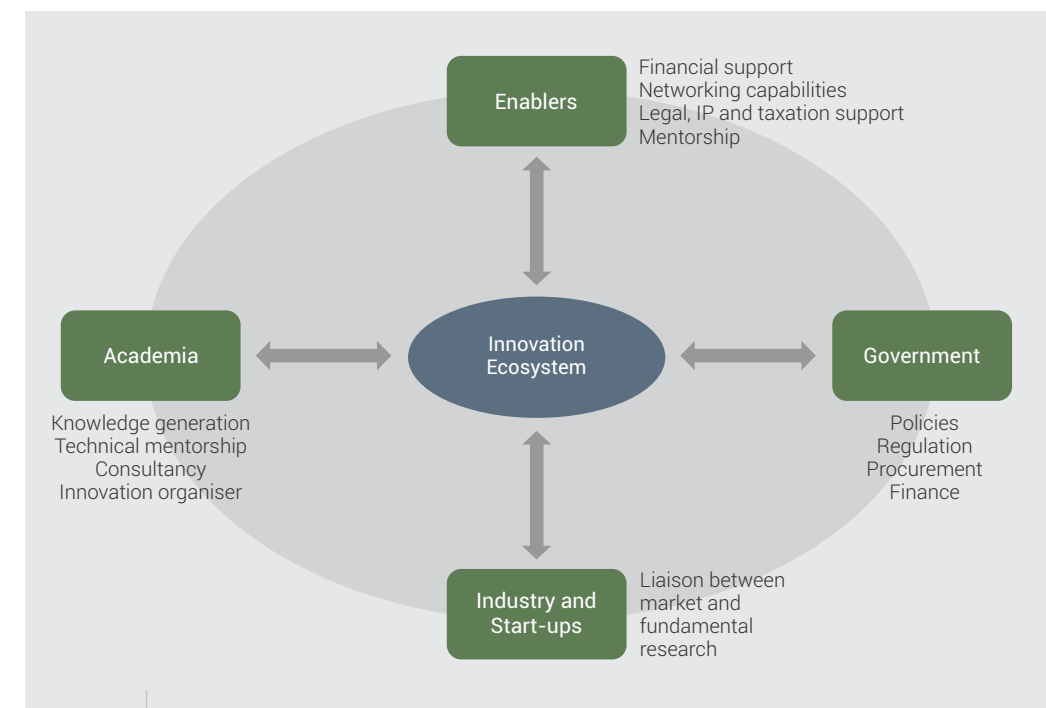 Enablers
Financial support
Networking capabilities
Legal, IP and taxation support
Mentorship
Academia
Knowledge generation
Technical mentorship
Consultancy
Innovation organiser
Innovation
Ecosystem
Government
Policies
Regulation
Procurement
Finance
Industry and
Start-ups
Liaison between
market and
fundamental
research